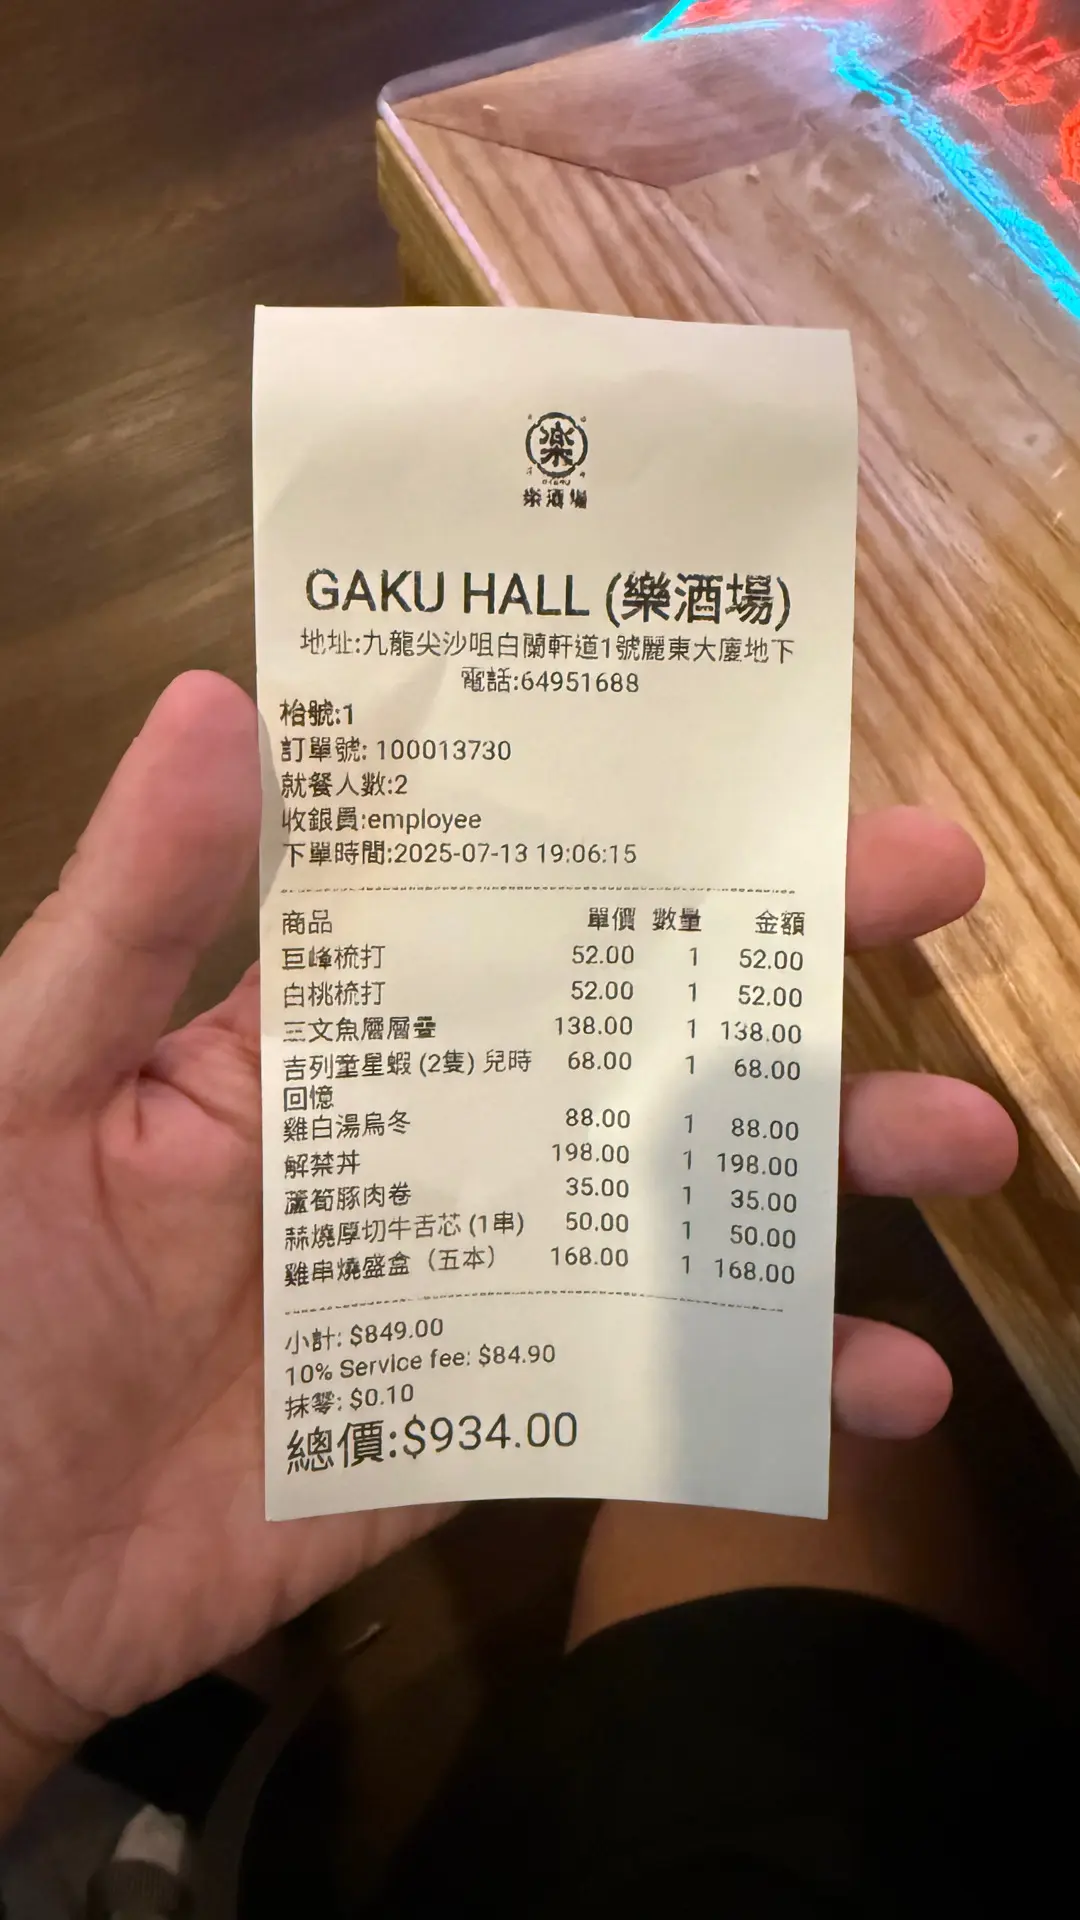 樂
樂酒場
GAKU HALL (樂酒場)
地址:九龍尖沙咀白蘭軒道1號麗東大廈地下
電話:64951688
枱號:1
訂單號: 100013730
就餐人數:2
收銀員:employee
下單時間:2025-07-13 19:06:15
商品 單價 數量 金額
巨峰梳打 52.00 1 52.00
白桃梳打 52.00 1 52.00
三文魚層層疊 138.00 1 138.00
吉列童星蝦 (2隻) 兒時 68.00 1 68.00
回憶
雞白湯烏冬 88.00 1 88.00
解禁丼 198.00 1 198.00
蘆筍豚肉卷 35.00 1 35.00
蒜燒厚切牛舌芯 (1串) 50.00 1 50.00
雞串燒盛盒（五本） 168.00 1 168.00
小計: $849.00
10% Service fee: $84.90
抹零: $0.10
總價:$934.00